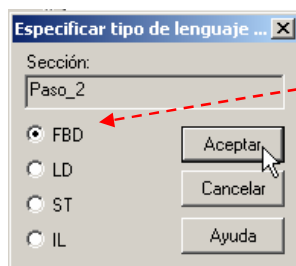 Especificar tipo de lenguaje ...
Sección:
Paso_2
FBD
LD
ST
IL
Aceptar
Cancelar
Ayuda